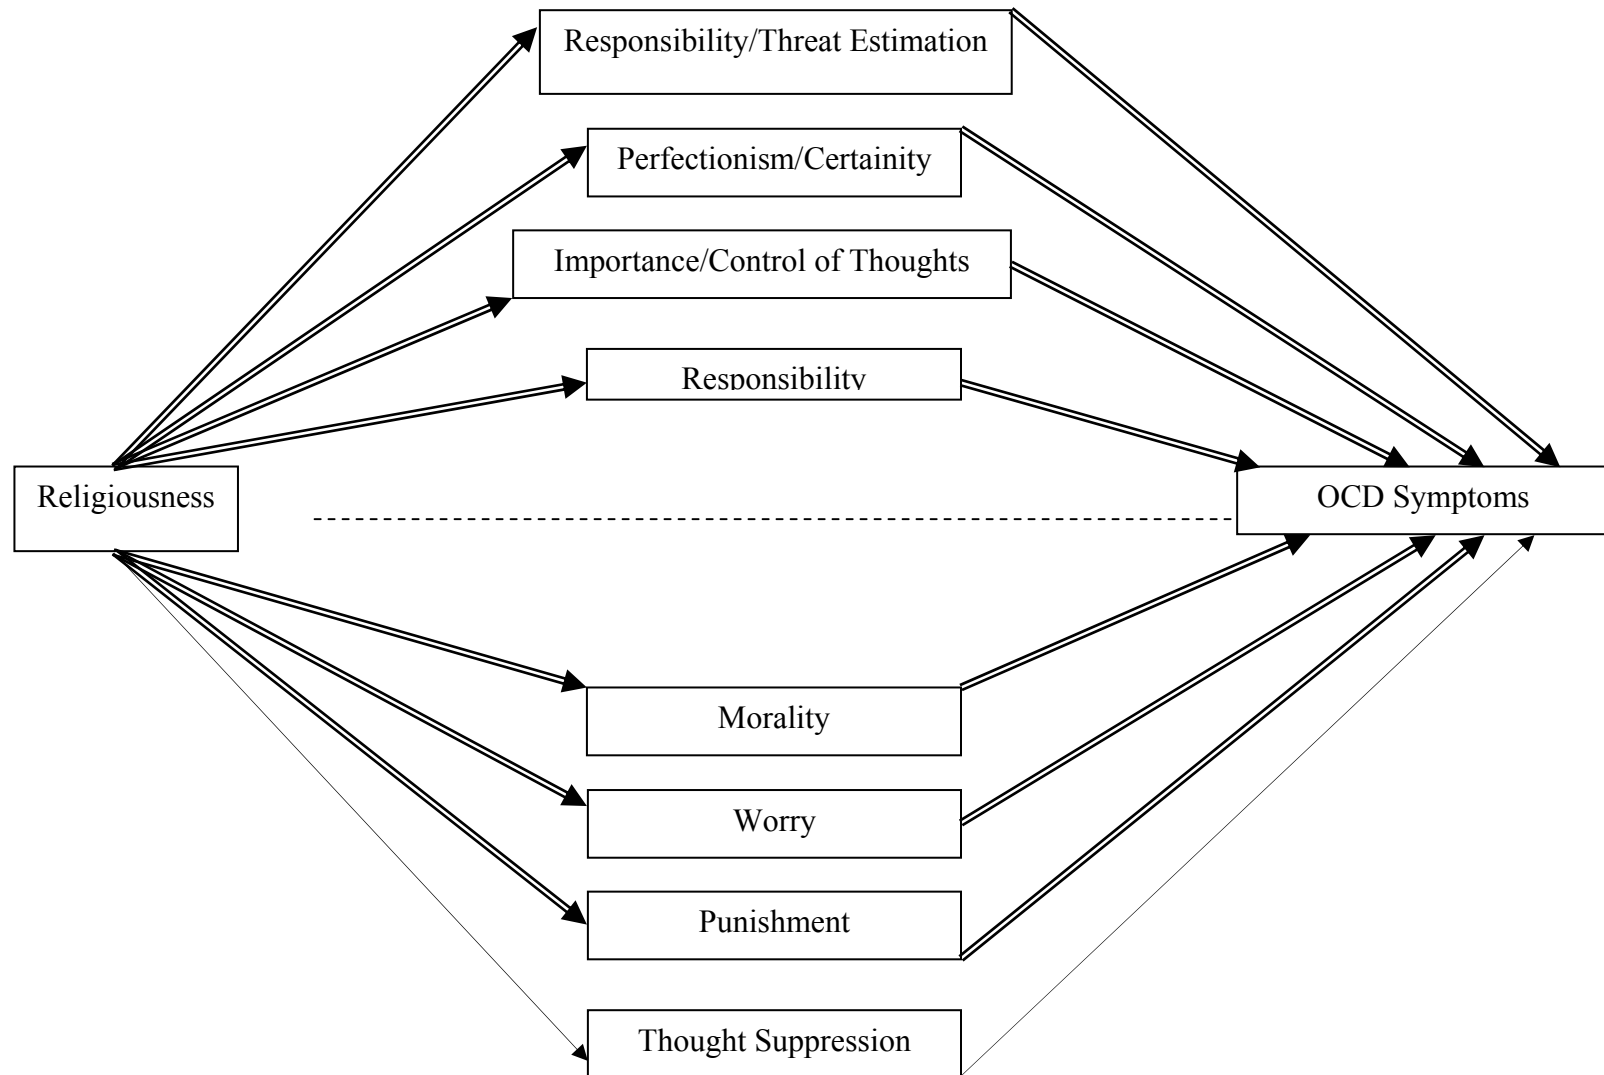 Responsibility/Threat Estimation
Perfectionism/Certainity
Importance/Control of Thoughts
Responsibility
Religiousness
OCD Symptoms
Morality
Worry
Punishment
Thought Suppression